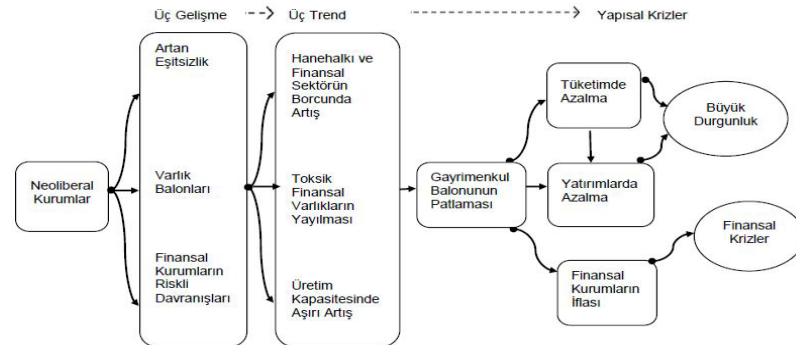 Üç Gelişme
Üç Trend
Yapısal Krizler
Neoliberal
Kurumlar
Artan
Eşitsizlik
Varlık
Balonları
Finansal
Kurumların
Riskli
Davranışları
Hanehalkı ve
Finansal
Sektörün
Borcunda
Artış
Toksik
Finansal
Varlıkların
Yayılması
Üretim
Kapasitesinde
Aşırı Artış
Gayrimenkul
Balonunun
Patlaması
Tüketimde
Azalma
Yatırımlarda
Azalma
Finansal
Kurumların
İflası
Büyük
Durgunluk
Finansal
Krizler